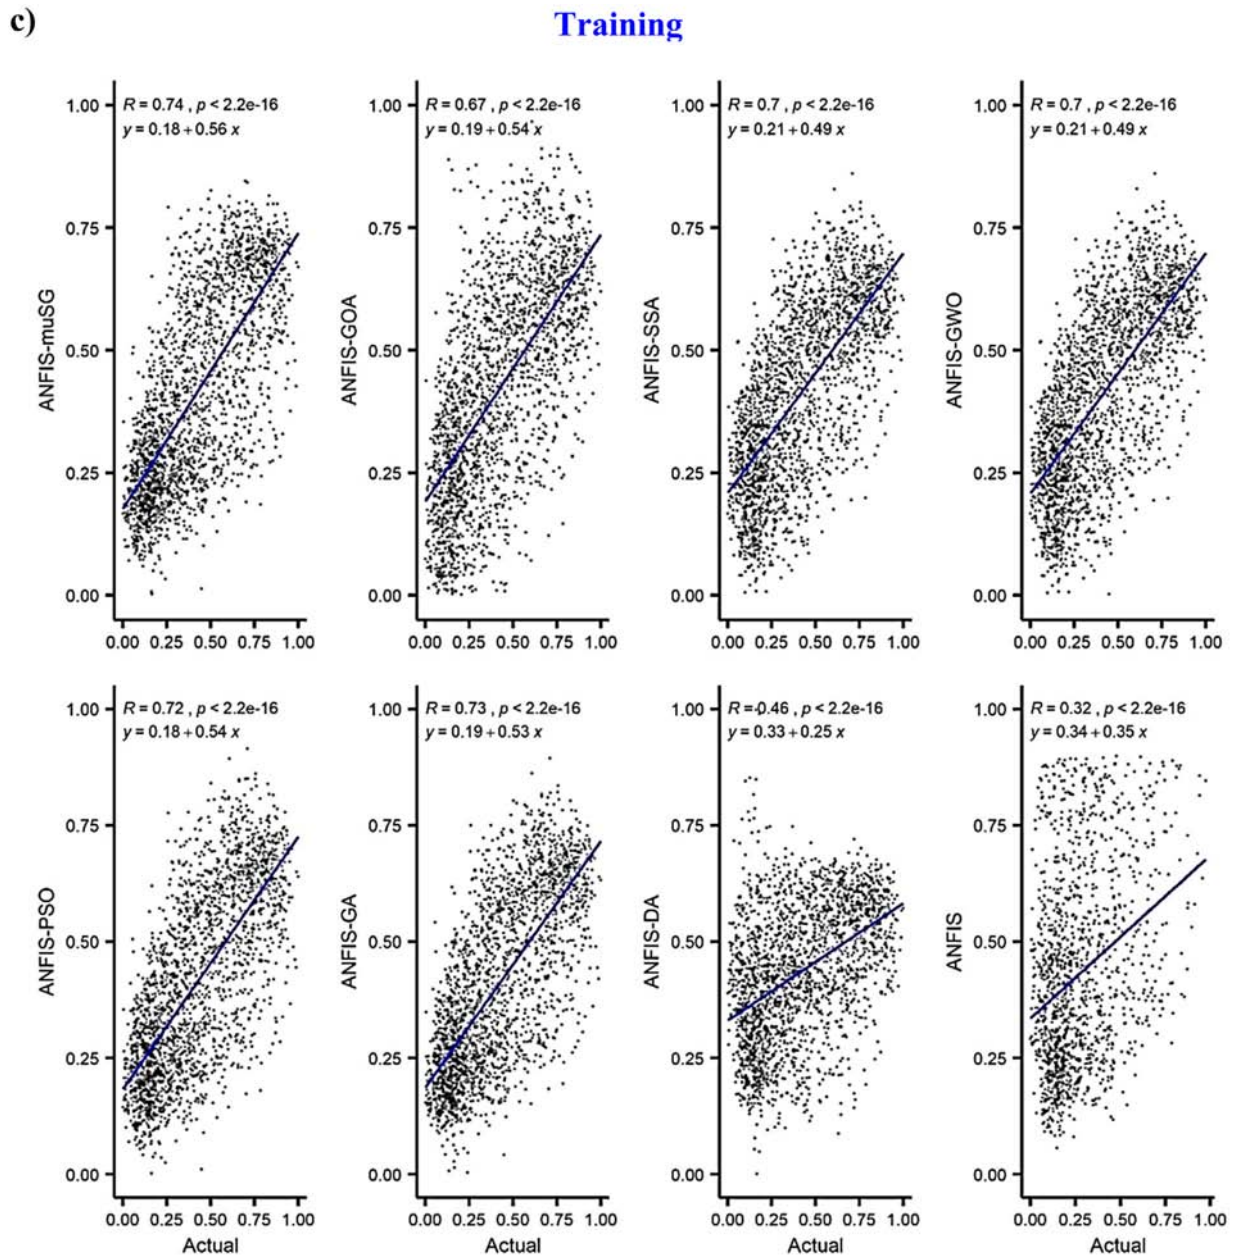 c)
Training
R = 0.74 , p < 2.2e-16
y = 0.18 + 0.56 x
1.00
0.75
0.50
0.25
0.00
ANFIS-muSG
0.00 0.25 0.50 0.75 1.00
R = 0.67 , p < 2.2e-16
y = 0.19 + 0.54 x
1.00
0.75
0.50
0.25
0.00
ANFIS-GOA
0.00 0.25 0.50 0.75 1.00
R = 0.7 , p < 2.2e-16
y = 0.21 + 0.49 x
1.00
0.75
0.50
0.25
0.00
ANFIS-SSA
0.00 0.25 0.50 0.75 1.00
R = 0.7 , p < 2.2e-16
y = 0.21 + 0.49 x
1.00
0.75
0.50
0.25
0.00
ANFIS-GWO
0.00 0.25 0.50 0.75 1.00
R = 0.72 , p < 2.2e-16
y = 0.18 + 0.54 x
1.00
0.75
0.50
0.25
0.00
ANFIS-PSO
0.00 0.25 0.50 0.75 1.00
Actual
R = 0.73 , p < 2.2e-16
y = 0.19 + 0.53 x
1.00
0.75
0.50
0.25
0.00
ANFIS-GA
0.00 0.25 0.50 0.75 1.00
Actual
R =-0.46 , p < 2.2e-16
y = 0.33 + 0.25 x
1.00
0.75
0.50
0.25
0.00
ANFIS-DA
0.00 0.25 0.50 0.75 1.00
Actual
R = 0.32 , p < 2.2e-16
y = 0.34 + 0.35 x
1.00
0.75
0.50
0.25
0.00
ANFIS
0.00 0.25 0.50 0.75 1.00
Actual